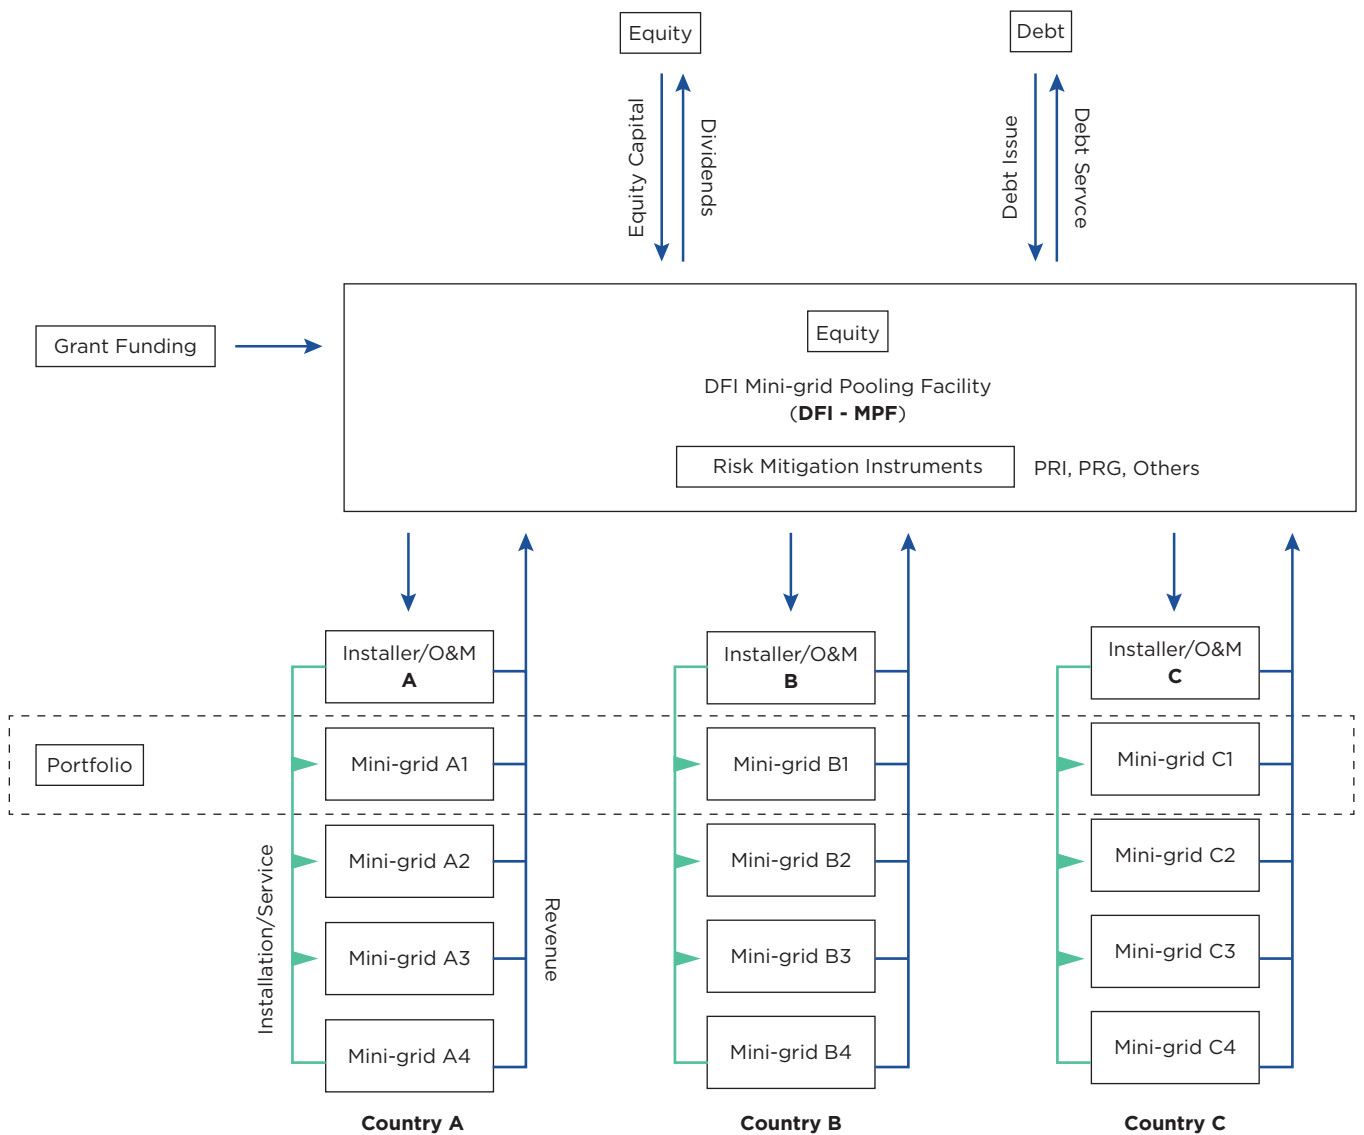 Equity
Debt
Equity Capital
Dividends
Debt Issue
Debt Servce
Grant Funding
Equity
DFI Mini-grid Pooling Facility
(DFI - MPF)
Risk Mitigation Instruments
PRI, PRG, Others
Installer/O&M
A
Installer/O&M
B
Installer/O&M
C
Portfolio
Mini-grid A1
Mini-grid B1
Mini-grid C1
Installation/Service
Mini-grid A2
Revenue
Mini-grid B2
Mini-grid C2
Mini-grid A3
Mini-grid B3
Mini-grid C3
Mini-grid A4
Mini-grid B4
Mini-grid C4
Country A
Country B
Country C